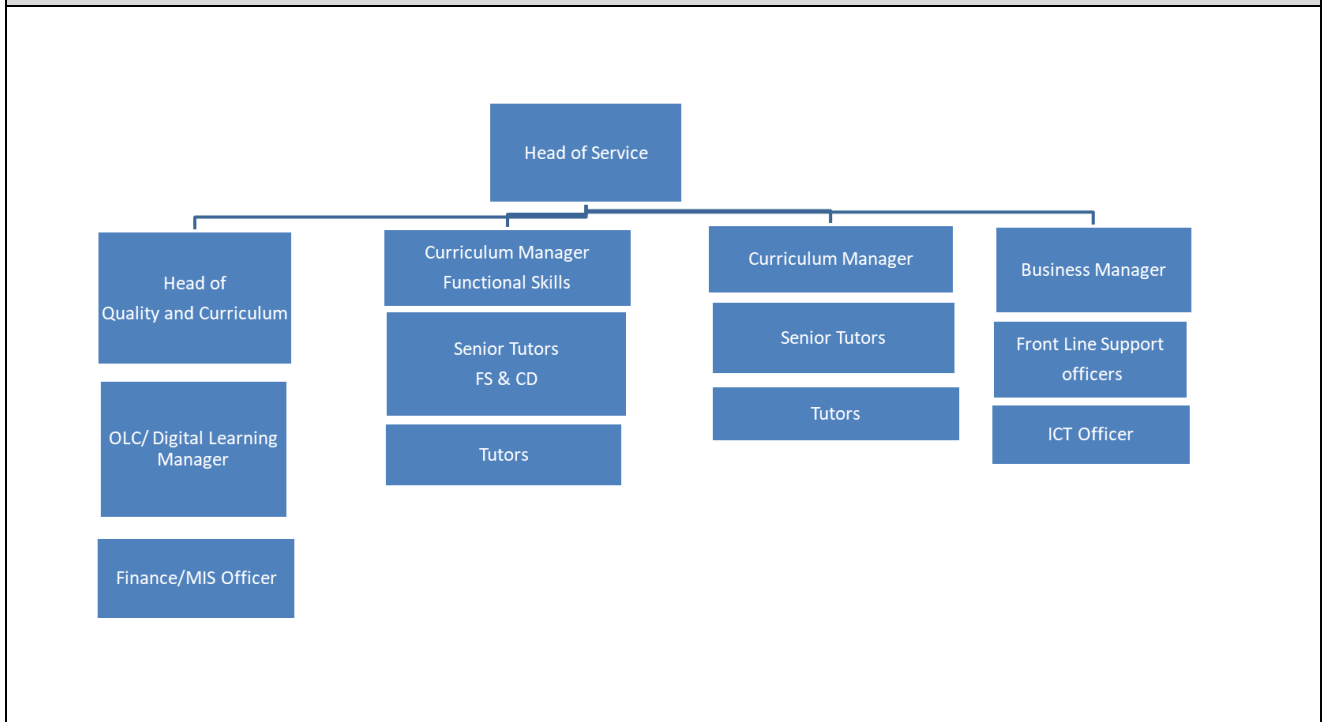 Head of Service
Head of
Quality and Curriculum
OLC/ Digital Learning
Manager
Finance/MIS Officer
Curriculum Manager
Functional Skills
Senior Tutors
FS & CD
Tutors
Curriculum Manager
Senior Tutors
Tutors
Business Manager
Front Line Support
officers
ICT Officer